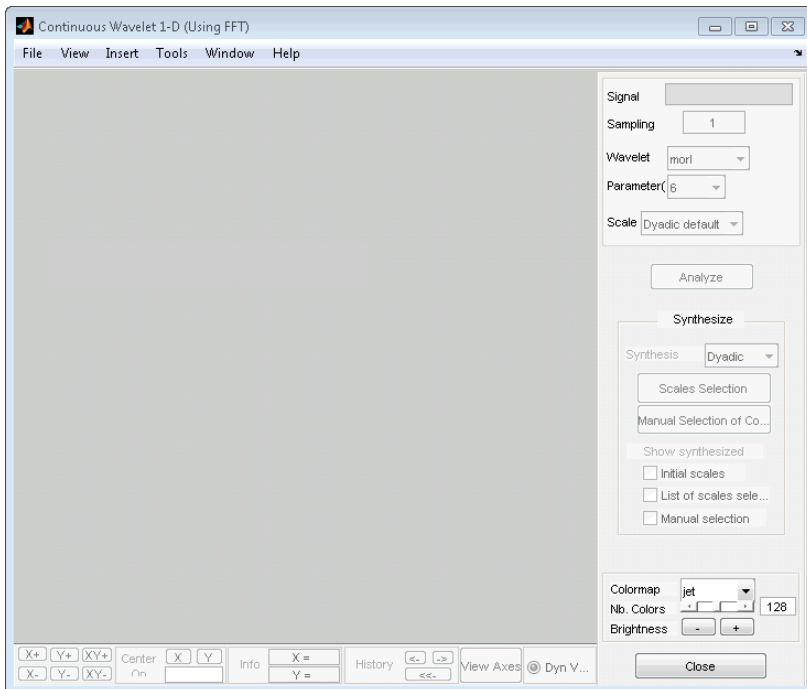 Continuous Wavelet 1-D (Using FFT)
File View Insert Tools Window Help
Signal
Sampling 1
Wavelet morl
Parameter( 6
Scale Dyadic default
Analyze
Synthesize
Synthesis Dyadic
Scales Selection
Manual Selection of Co...
Show synthesized
Initial scales
List of scales sele...
Manual selection
Colormap jet
Nb. Colors 128
Brightness - +
X+ Y+ XY+ Center X Y Info X = History <- -> View Axes Dyn V...
X- Y- XY- On Y = <<-
Close